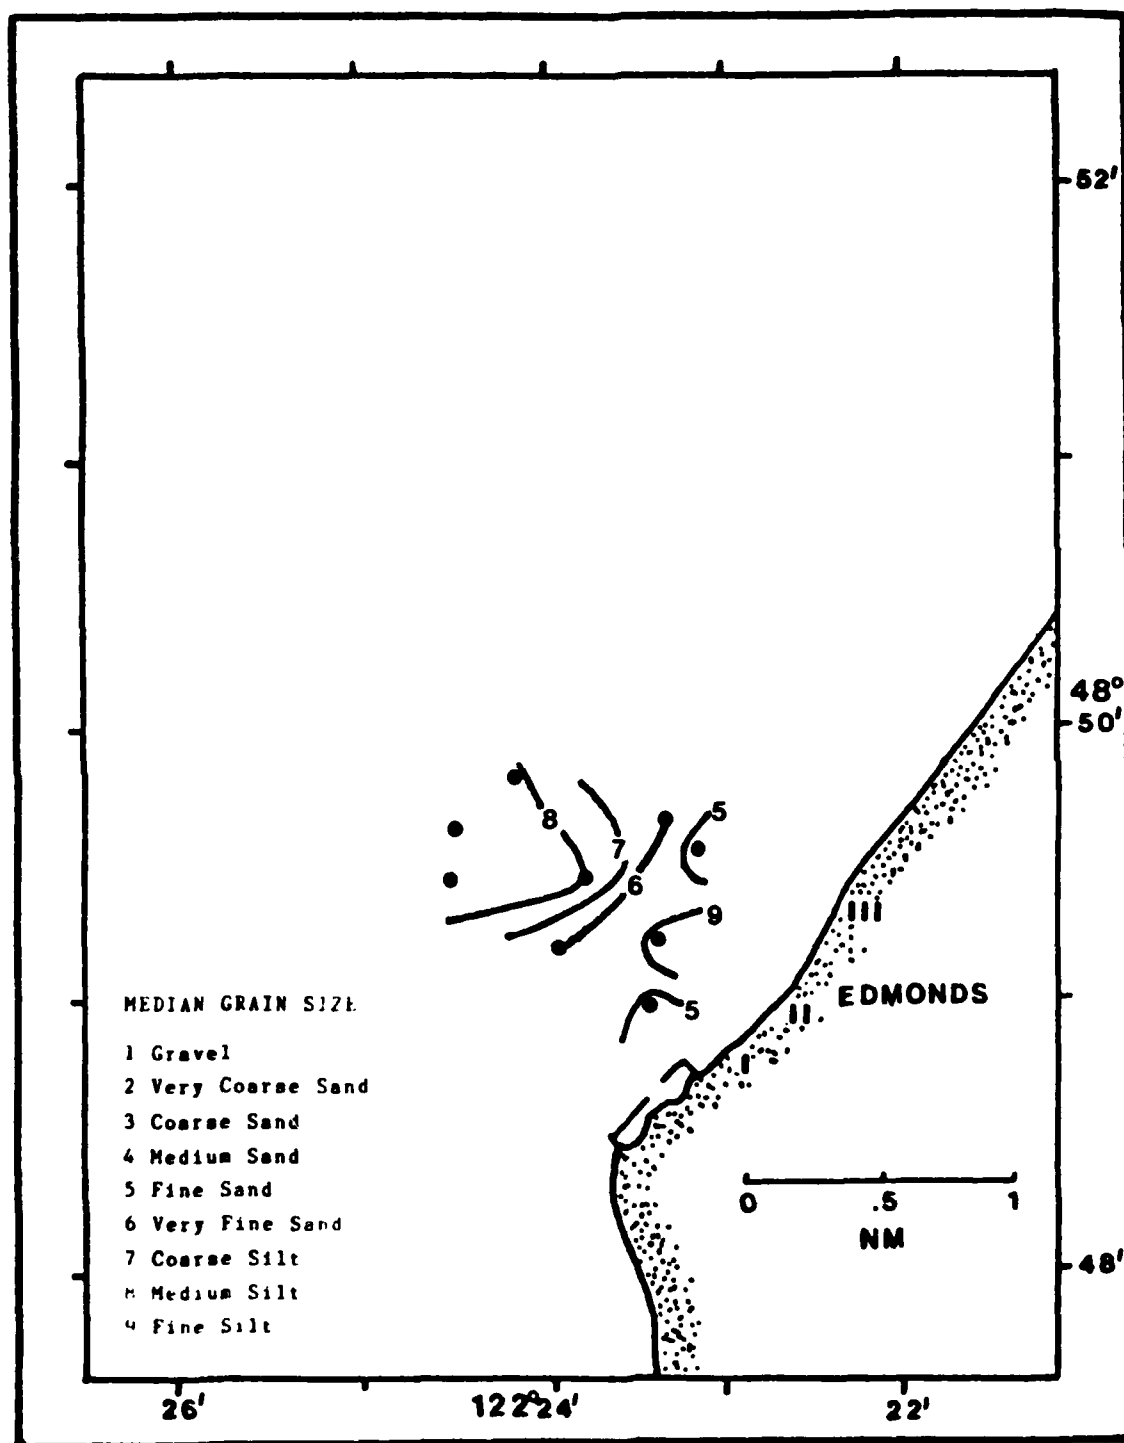 52'
48°
50'
5
8
7
6
9
III
MEDIAN GRAIN SIZE
EDMONDS
5
II
1 Gravel
I
2 Very Coarse Sand
3 Coarse Sand
4 Medium Sand
5 Fine Sand
0 .5 1
6 Very Fine Sand
NM
7 Coarse Silt
48'
8 Medium Silt
9 Fine Silt
26' 122°24' 22'